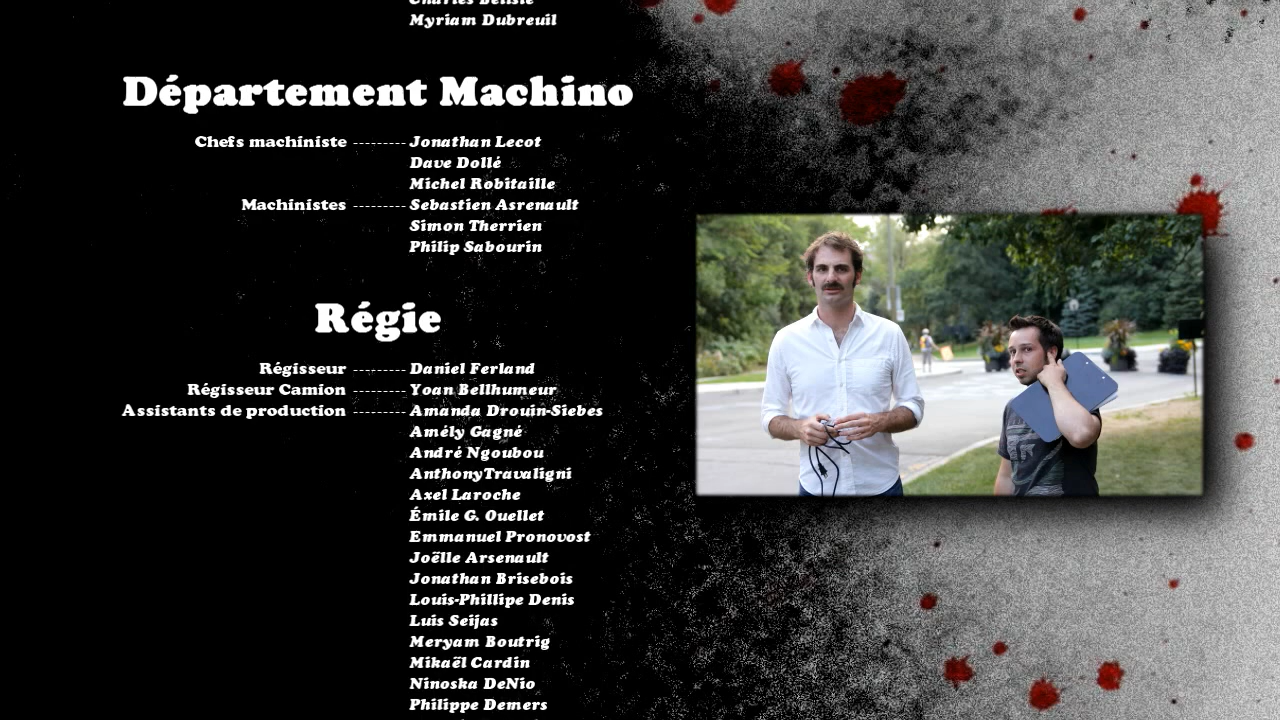 Charles Bélisle
Myriam Dubreuil
Département Machino
Chefs machiniste --------- Jonathan Lecot
Dave Dollé
Michel Robitaille
Machinistes --------- Sebastien Asrenault
Simon Therrien
Philip Sabourin
Régie
Régisseur --------- Daniel Ferland
Régisseur Camion --------- Yoan Bellhumeur
Assistants de production --------- Amanda Drouin-Siebes
Amély Gagné
André Ngoubou
AnthonyTravaligni
Axel Laroche
Émile G. Ouellet
Emmanuel Pronovost
Joëlle Arsenault
Jonathan Brisebois
Louis-Phillipe Denis
Luis Seijas
Meryam Boutrig
Mikaël Cardin
Ninoska DeNio
Philippe Demers